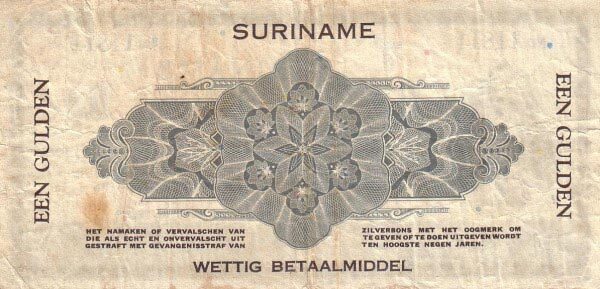 SURINAME
EEN GULDEN
EEN GULDEN
HET NAMAKEN OF VERVALSCHEN VAN
DIE ALS ECHT EN ONVERVALSCHT UIT
GESTRAFT MET GEVANGENISSTRAF VAN
ZILVERBONS MET HET OOGMERK OM
TE GEVEN OF TE DOEN UITGEVEN WORDT
TEN HOOGSTE NEGEN JAREN.
WETTIG BETAALMIDDEL